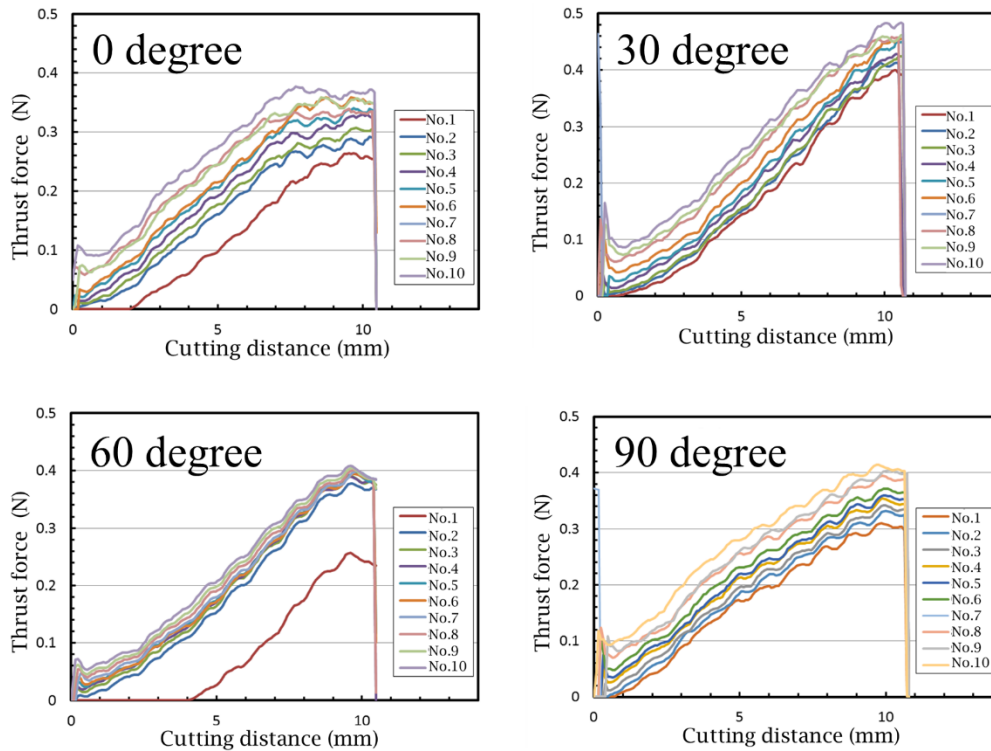 0 degree
Thrust force (N)
0.5
0.4
0.3
0.2
0.1
0
0 5 10
Cutting distance (mm)
No.1
No.2
No.3
No.4
No.5
No.6
No.7
No.8
No.9
No.10
30 degree
Thrust force (N)
0.5
0.4
0.3
0.2
0.1
0
0 5 10
Cutting distance (mm)
No.1
No.2
No.3
No.4
No.5
No.6
No.7
No.8
No.9
No.10
60 degree
Thrust force (N)
0.5
0.4
0.3
0.2
0.1
0
0 5 10
Cutting distance (mm)
No.1
No.2
No.3
No.4
No.5
No.6
No.7
No.8
No.9
No.10
90 degree
Thrust force (N)
0.5
0.4
0.3
0.2
0.1
0
0 5 10
Cutting distance (mm)
No.1
No.2
No.3
No.4
No.5
No.6
No.7
No.8
No.9
No.10